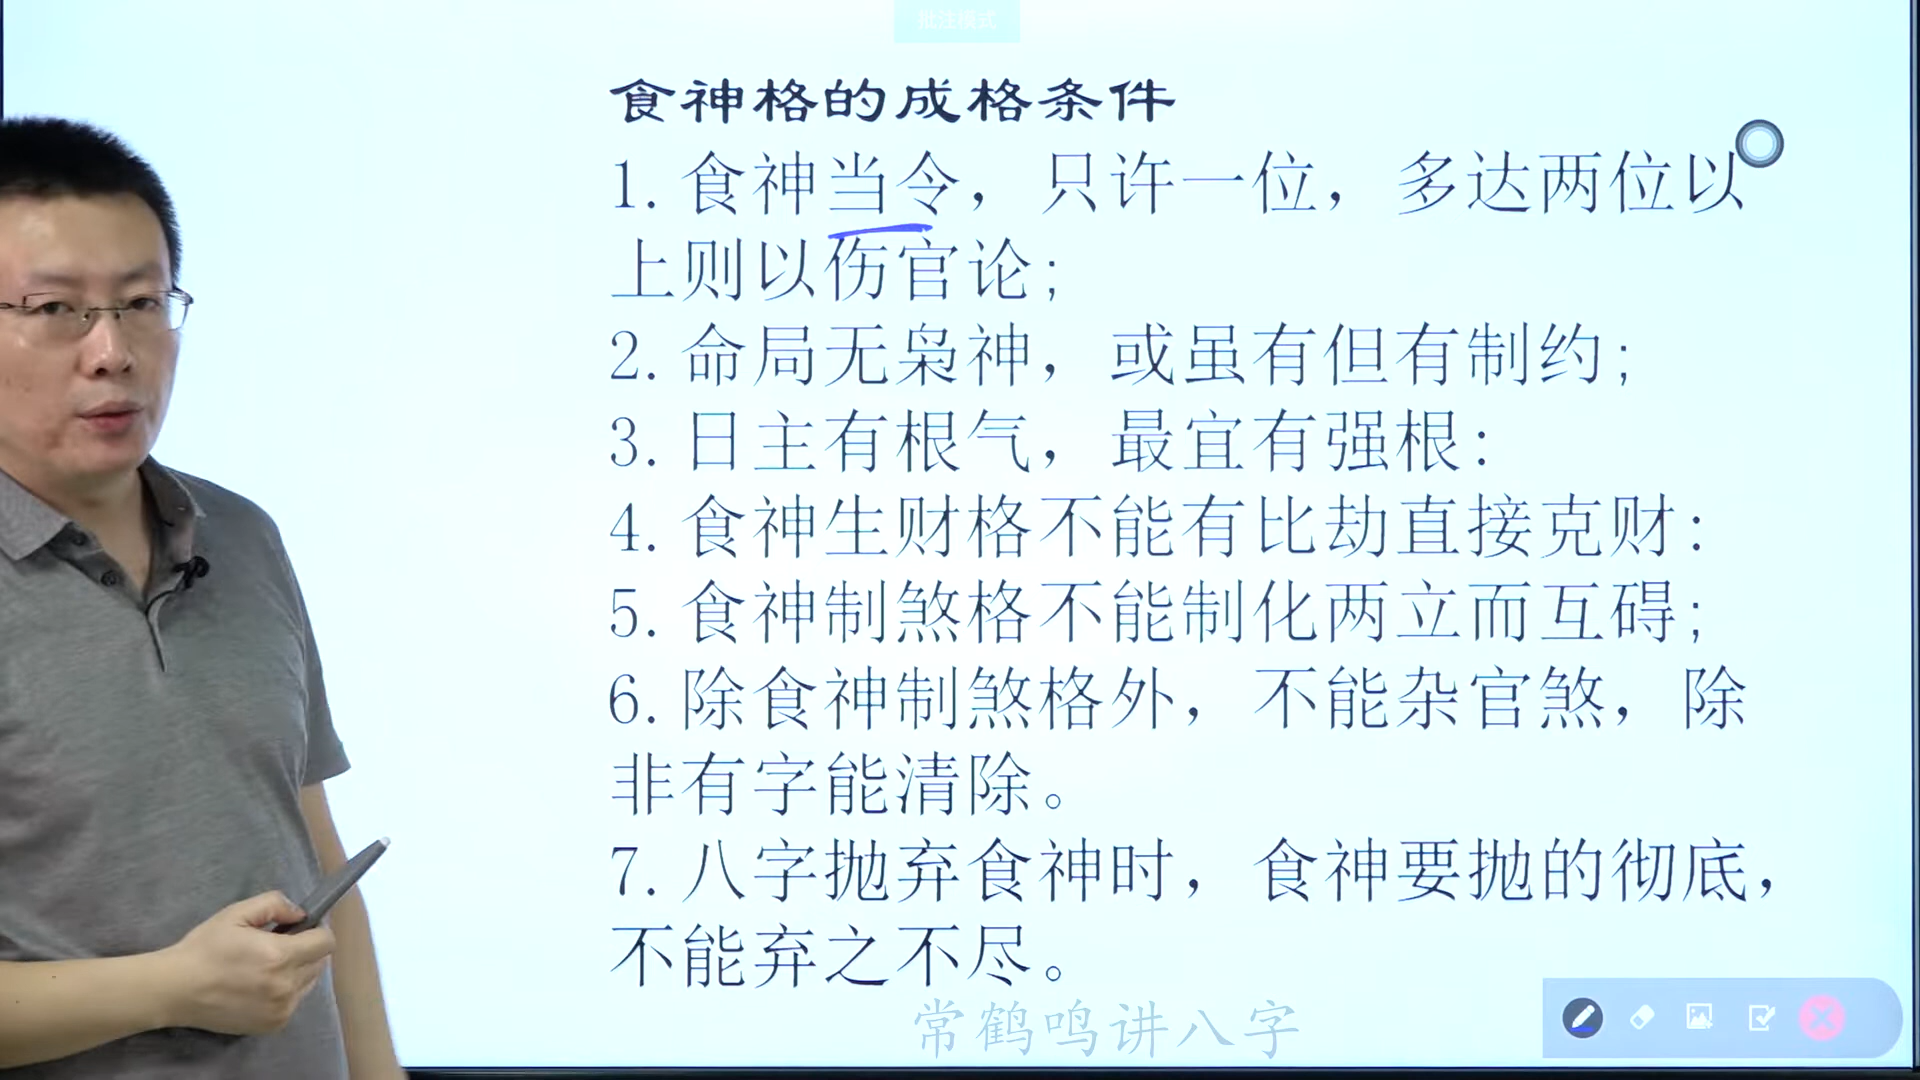 批注模式
食神格的成格条件
1. 食神当令，只许一位，多达两位以
上则以伤官论；
2. 命局无枭神，或虽有但有制约；
3. 日主有根气，最宜有强根：
4. 食神生财格不能有比劫直接克财：
5. 食神制煞格不能制化两立而互碍；
6. 除食神制煞格外，不能杂官煞，除
非有字能清除。
7. 八字抛弃食神时，食神要抛的彻底，
不能弃之不尽。
常鹤鸣讲八字